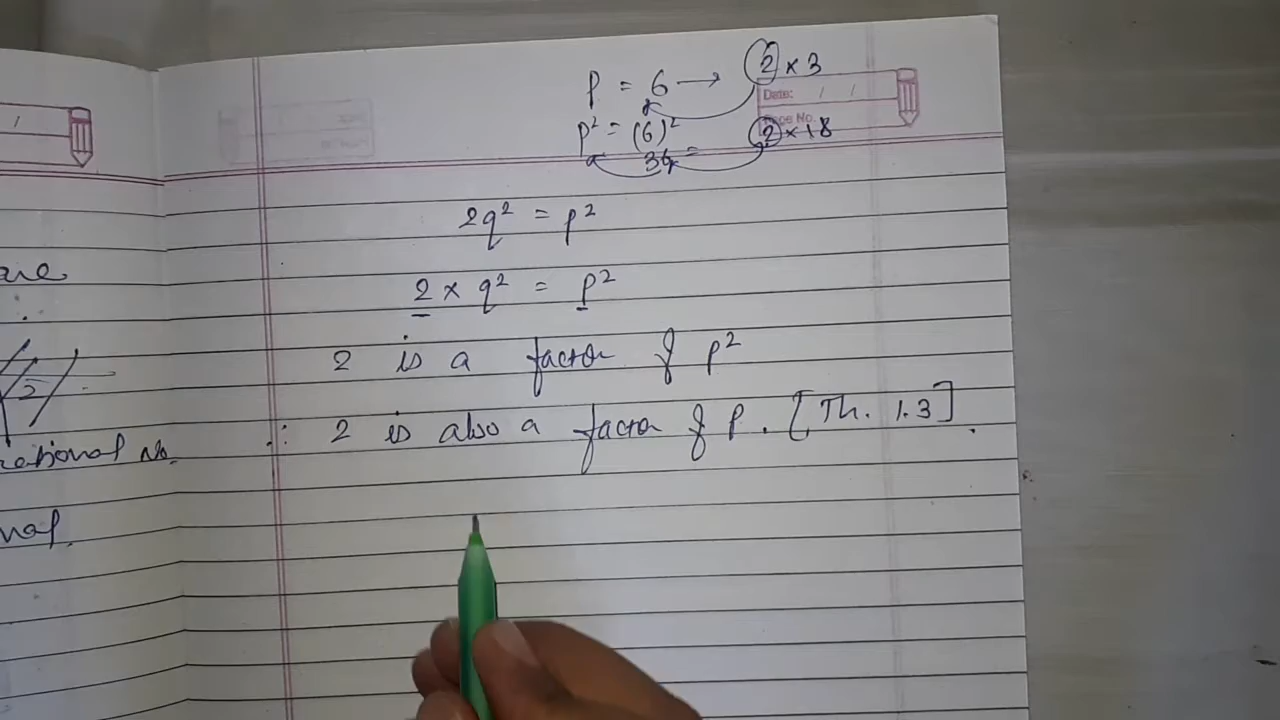 P = 6 → 2 × 3
Date: / /
p² = (6)² 2 × 18
Page No.
36 =
2q² = p²
2 × q² = p²
2 is a factor of p²
∴ 2 is also a factor of p. [Th. 1.3].
are
2
rational No.
nal.